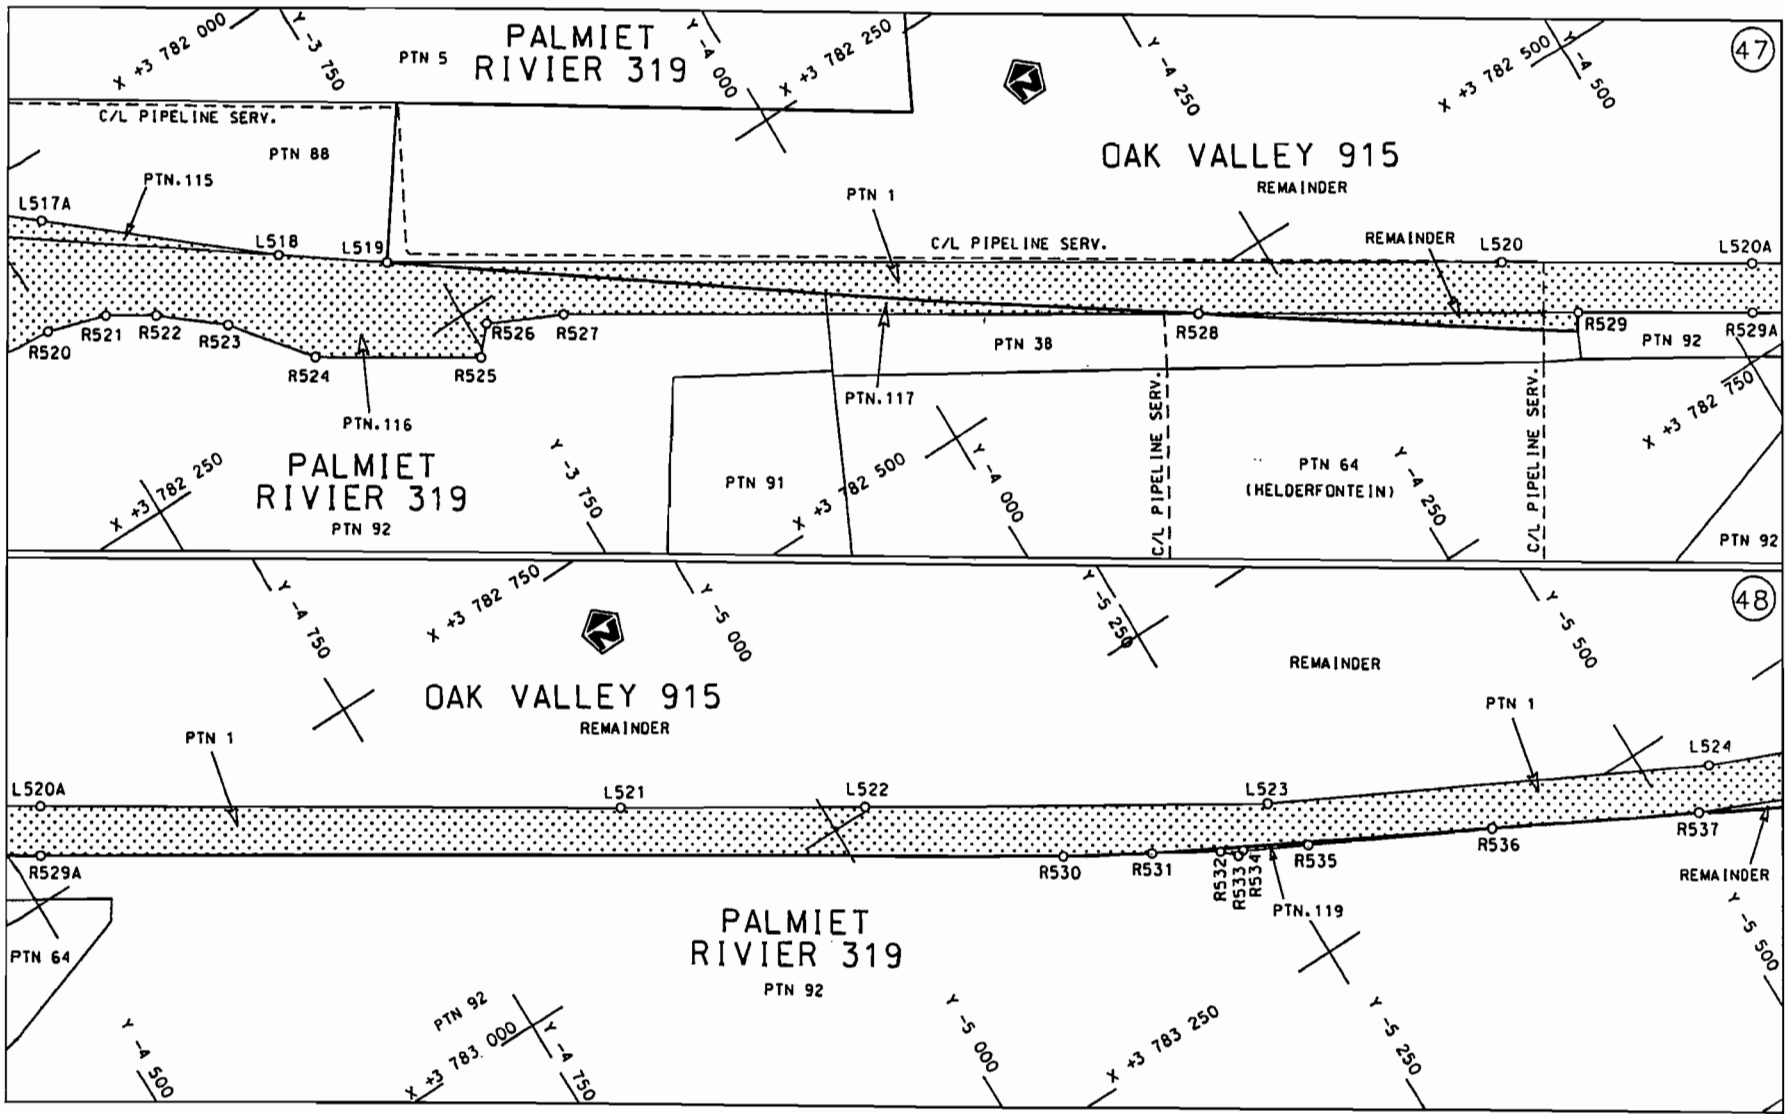 X +3 782 000
Y -3 750
PTN 5
PALMIET
RIVIER 319
Y -4 000
X +3 782 250
Y -4 250
X +3 782 500
Y -4 500
47
C/L PIPELINE SERV.
PTN 88
PTN.115
OAK VALLEY 915
REMAINDER
PTN 1
L517A
L518
L519
C/L PIPELINE SERV.
REMAINDER
L520
L520A
R520
R521
R522
R523
R524
R525
R526
R527
R528
R529
R529A
PTN 38
PTN 92
PTN.116
PTN.117
C/L PIPELINE SERV.
C/L PIPELINE SERV.
X +3 782 750
PALMIET
RIVIER 319
PTN 92
X +3 782 250
Y -3 750
PTN 91
X +3 782 500
Y -4 000
PTN 64
(HELDERFONTEIN)
Y -4 250
PTN 92
48
Y -4 750
X +3 782 750
Y -5 000
Y -5 250
Y -5 500
REMAINDER
OAK VALLEY 915
REMAINDER
PTN 1
PTN 1
L520A
L521
L522
L523
L524
R529A
R530
R531
R532
R533
R534
R535
R536
R537
REMAINDER
PTN.119
PTN 64
PALMIET
RIVIER 319
PTN 92
PTN 92
Y -4 500
X +3 783 000
Y -4 750
Y -5 000
X +3 783 250
Y -5 250
Y -5 500